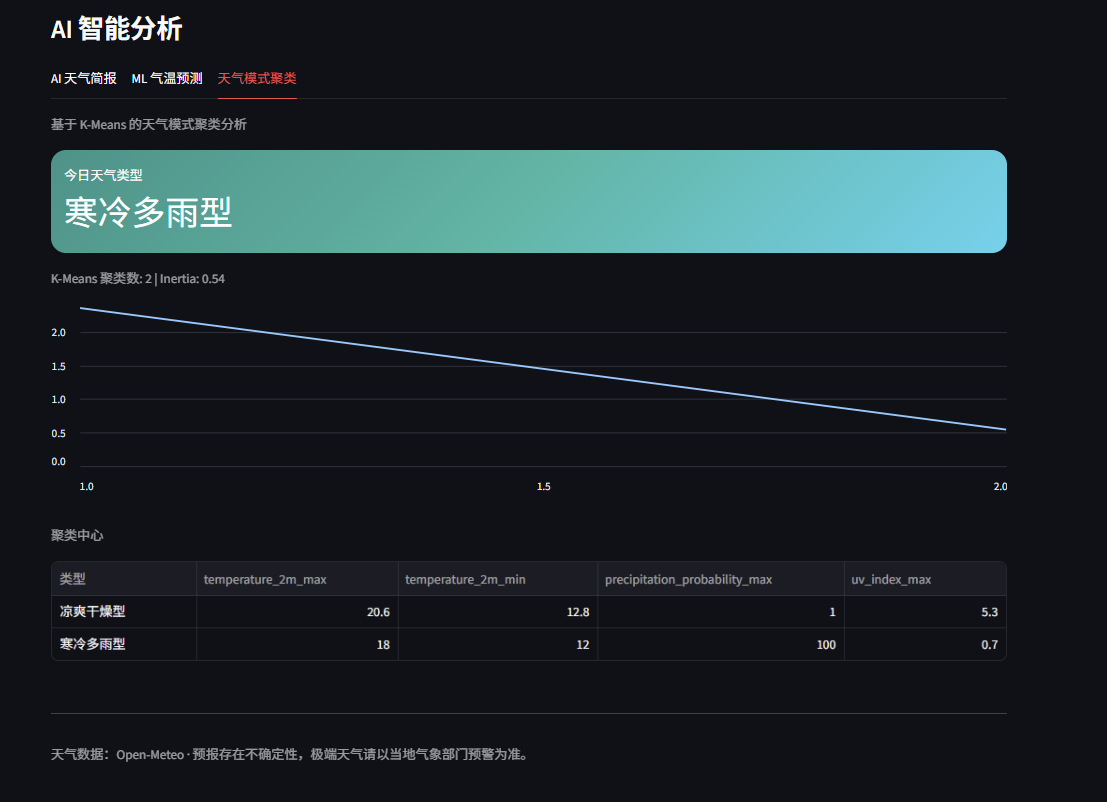 AI 智能分析
AI 天气简报 ML 气温预测 天气模式聚类
基于 K-Means 的天气模式聚类分析
今日天气类型
寒冷多雨型
K-Means 聚类数: 2 | Inertia: 0.54
2.0
1.5
1.0
0.5
0.0
1.0 1.5 2.0
聚类中心
类型 temperature_2m_max temperature_2m_min precipitation_probability_max uv_index_max
凉爽干燥型 20.6 12.8 1 5.3
寒冷多雨型 18 12 100 0.7
天气数据：Open-Meteo · 预报存在不确定性，极端天气请以当地气象部门预警为准。